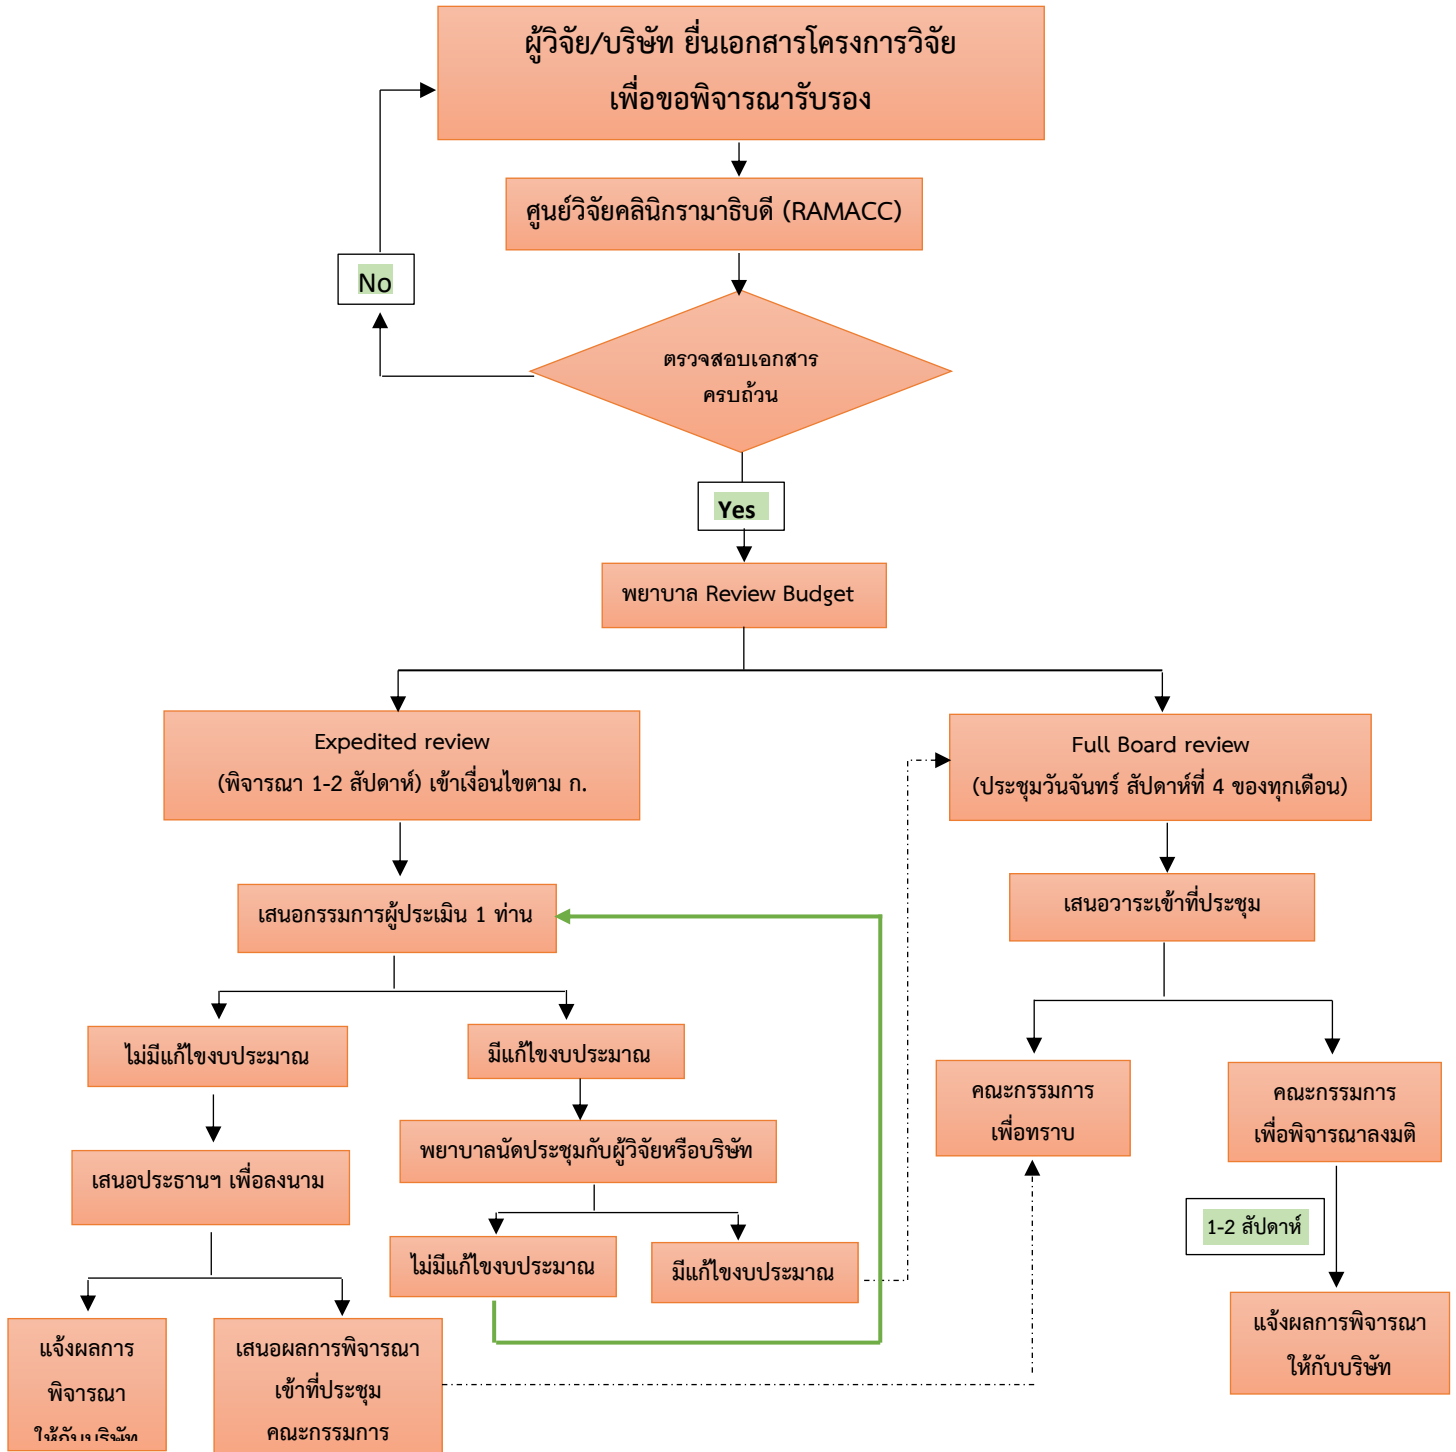 ผู้วิจัย/บริษัท ยื่นเอกสารโครงการวิจัย
เพื่อขอพิจารณารับรอง
ศูนย์วิจัยคลินิกรามาธิบดี (RAMACC)
No
ตรวจสอบเอกสาร
ครบถ้วน
Yes
พยาบาล Review Budget
Expedited review
(พิจารณา 1-2 สัปดาห์) เข้าเงื่อนไขตาม ก.
Full Board review
(ประชุมวันจันทร์ สัปดาห์ที่ 4 ของทุกเดือน)
เสนอกรรมการผู้ประเมิน 1 ท่าน
เสนอวาระเข้าที่ประชุม
ไม่มีแก้ไขงบประมาณ
มีแก้ไขงบประมาณ
คณะกรรมการ
เพื่อทราบ
คณะกรรมการ
เพื่อพิจารณาลงมติ
พยาบาลนัดประชุมกับผู้วิจัยหรือบริษัท
เสนอประธานฯ เพื่อลงนาม
1-2 สัปดาห์
ไม่มีแก้ไขงบประมาณ
มีแก้ไขงบประมาณ
แจ้งผลการ
พิจารณา
ให้กับบริษัท
เสนอผลการพิจารณา
เข้าที่ประชุม
คณะกรรมการ
แจ้งผลการพิจารณา
ให้กับบริษัท